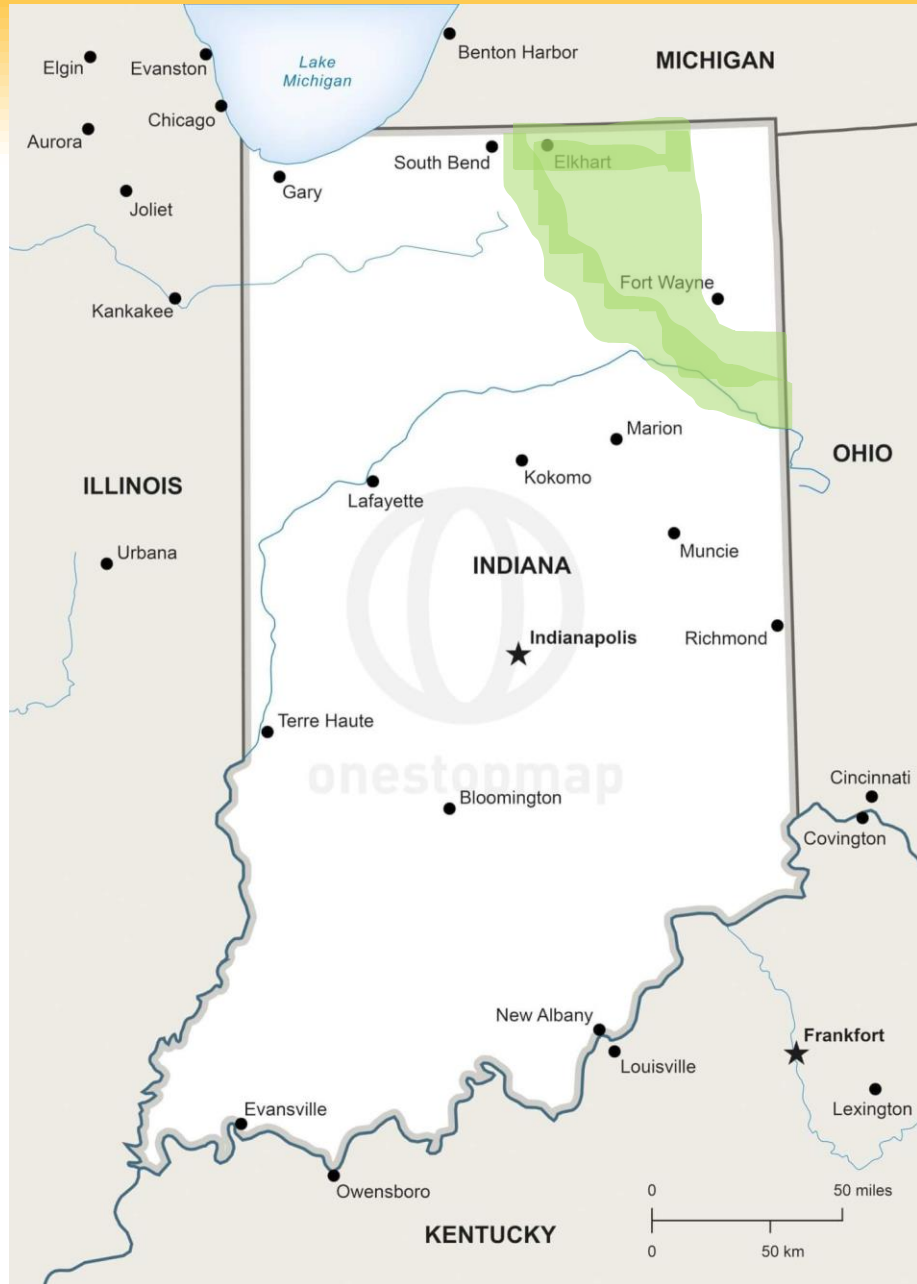 Benton Harbor
MICHIGAN
Elgin
Evanston
Lake
Michigan
Chicago
Aurora
South Bend
Elkhart
Gary
Joliet
Fort Wayne
Kankakee
Marion
OHIO
Kokomo
ILLINOIS
Lafayette
Urbana
Muncie
INDIANA
Indianapolis
Richmond
Terre Haute
onestopmap
Cincinnati
Bloomington
Covington
New Albany
Frankfort
Louisville
Evansville
Lexington
Owensboro
0 50 miles
KENTUCKY
0 50 km